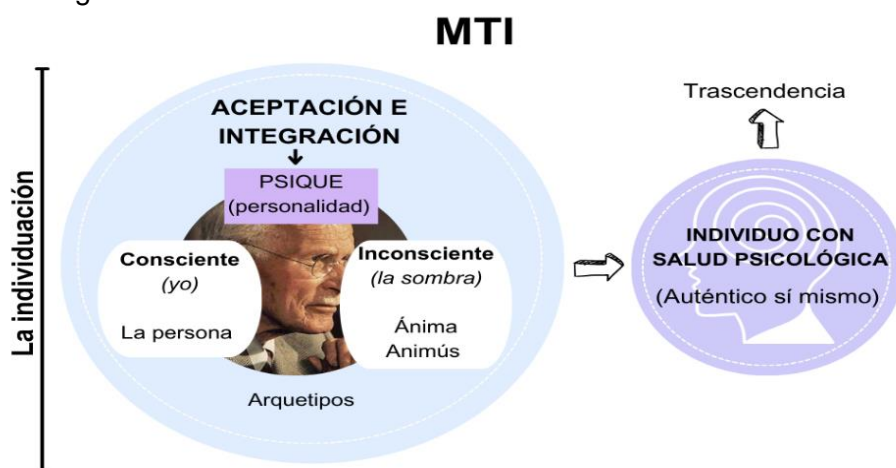 MTI
La individuación
ACEPTACIÓN E
INTEGRACIÓN
PSIQUE
(personalidad)
Consciente
(yo)
La persona
Inconsciente
(la sombra)
Ánima
Animús
Arquetipos
Trascendencia
INDIVIDUO CON
SALUD PSICOLÓGICA
(Auténtico sí mismo)